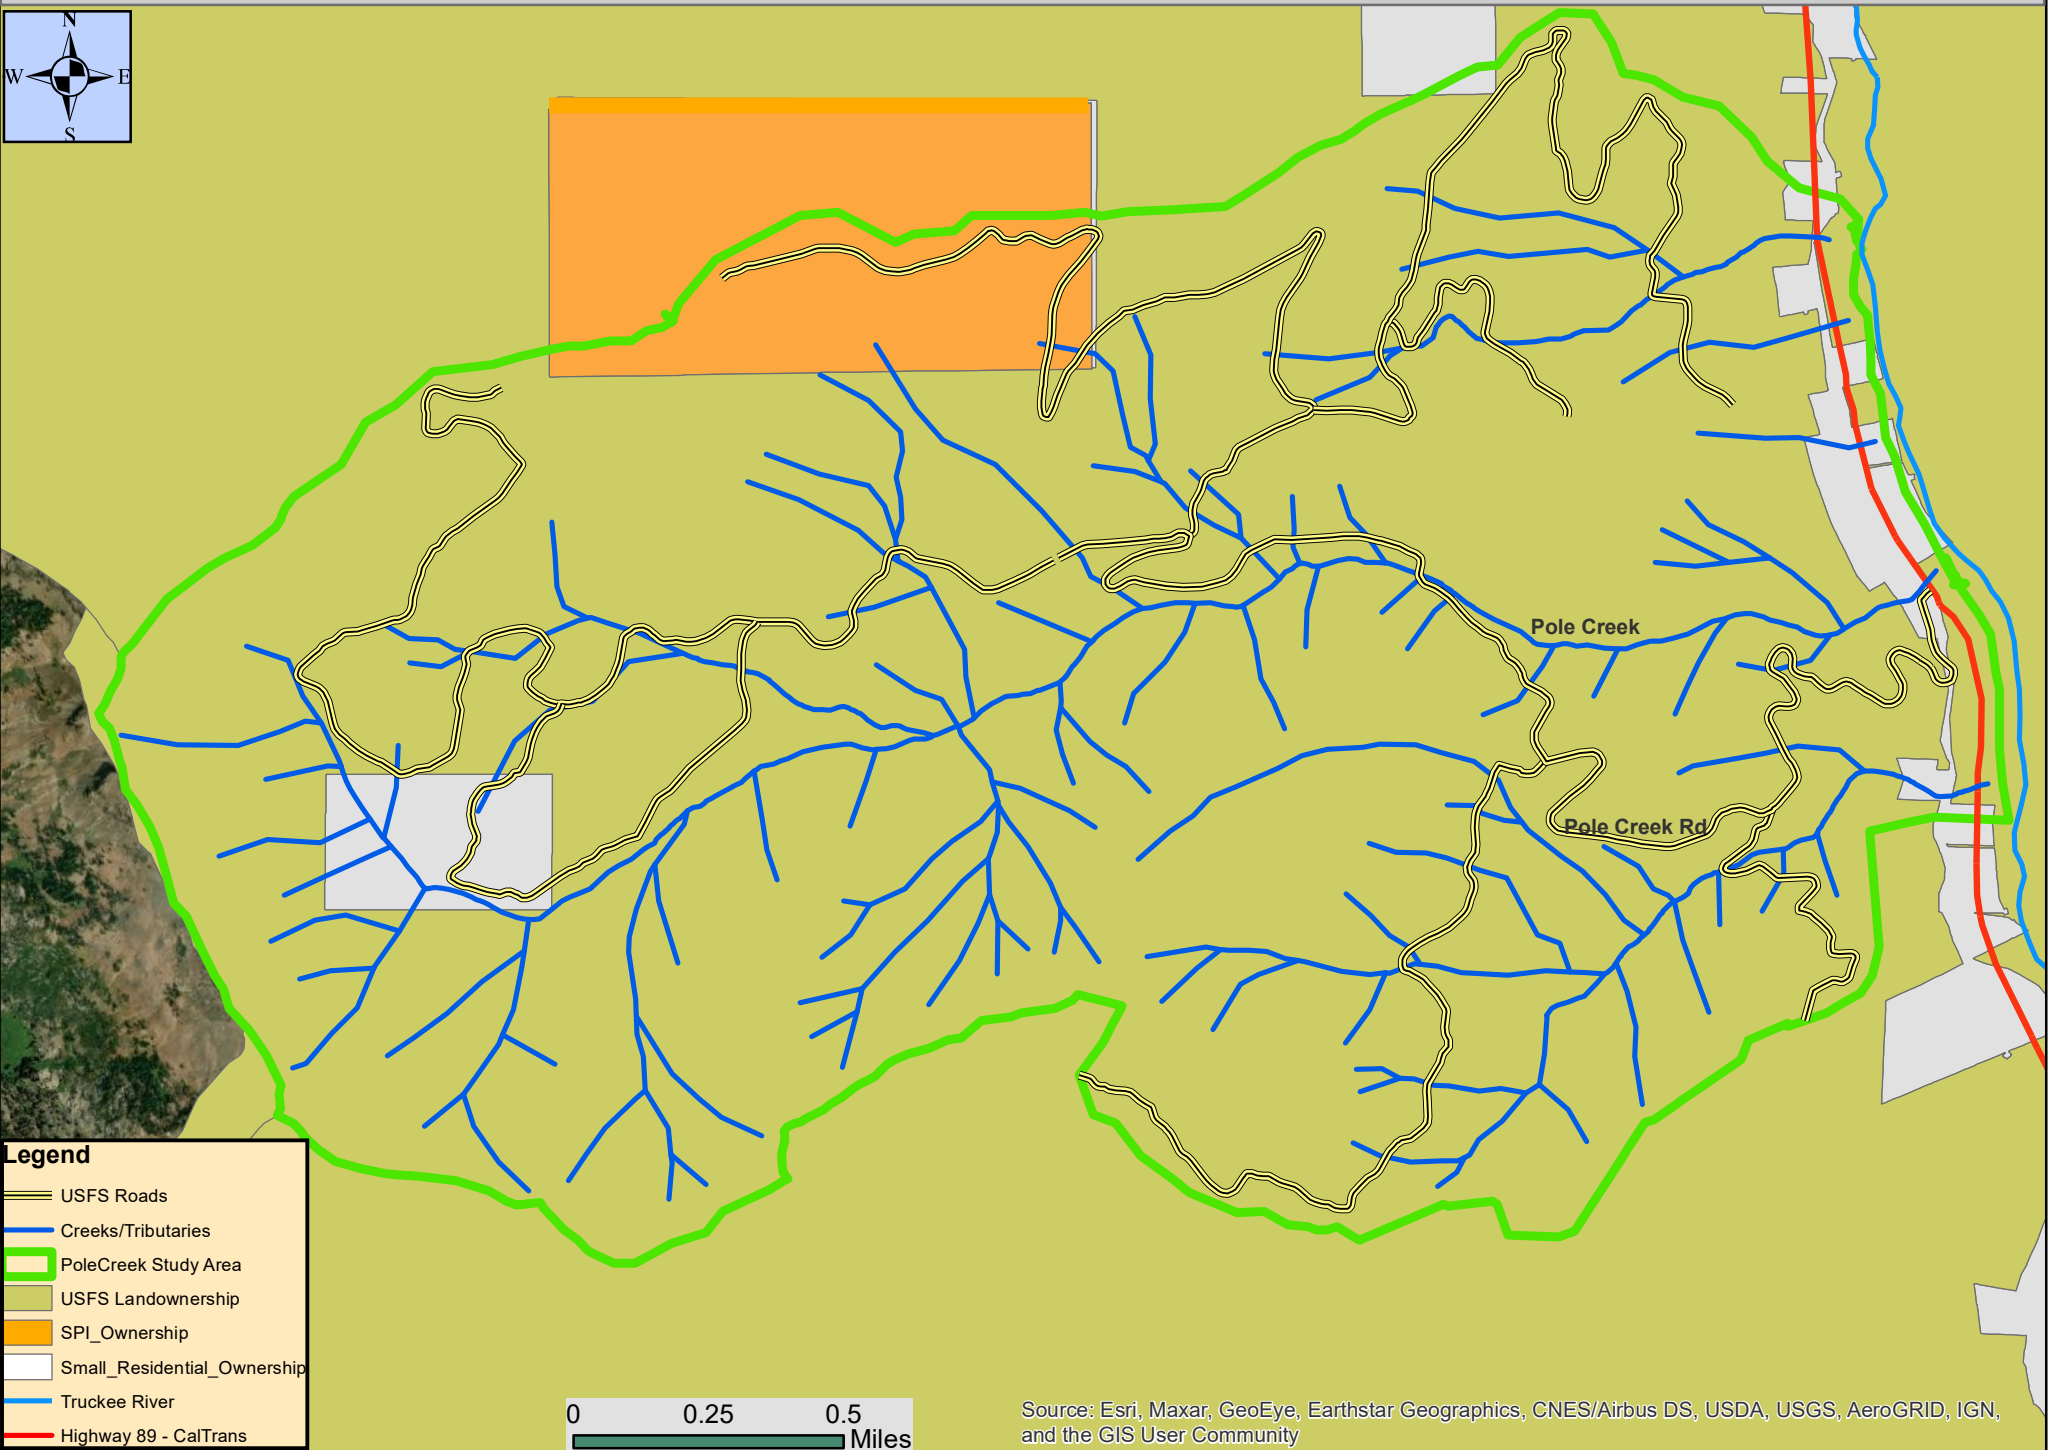 N
W E
S
Pole Creek
Pole Creek Rd
Legend
USFS Roads
Creeks/Tributaries
PoleCreek Study Area
USFS Landownership
SPI_Ownership
Small_Residential_Ownership
Truckee River
Highway 89 - CalTrans
0 0.25 0.5
Miles
Source: Esri, Maxar, GeoEye, Earthstar Geographics, CNES/Airbus DS, USDA, USGS, AeroGRID, IGN,
and the GIS User Community